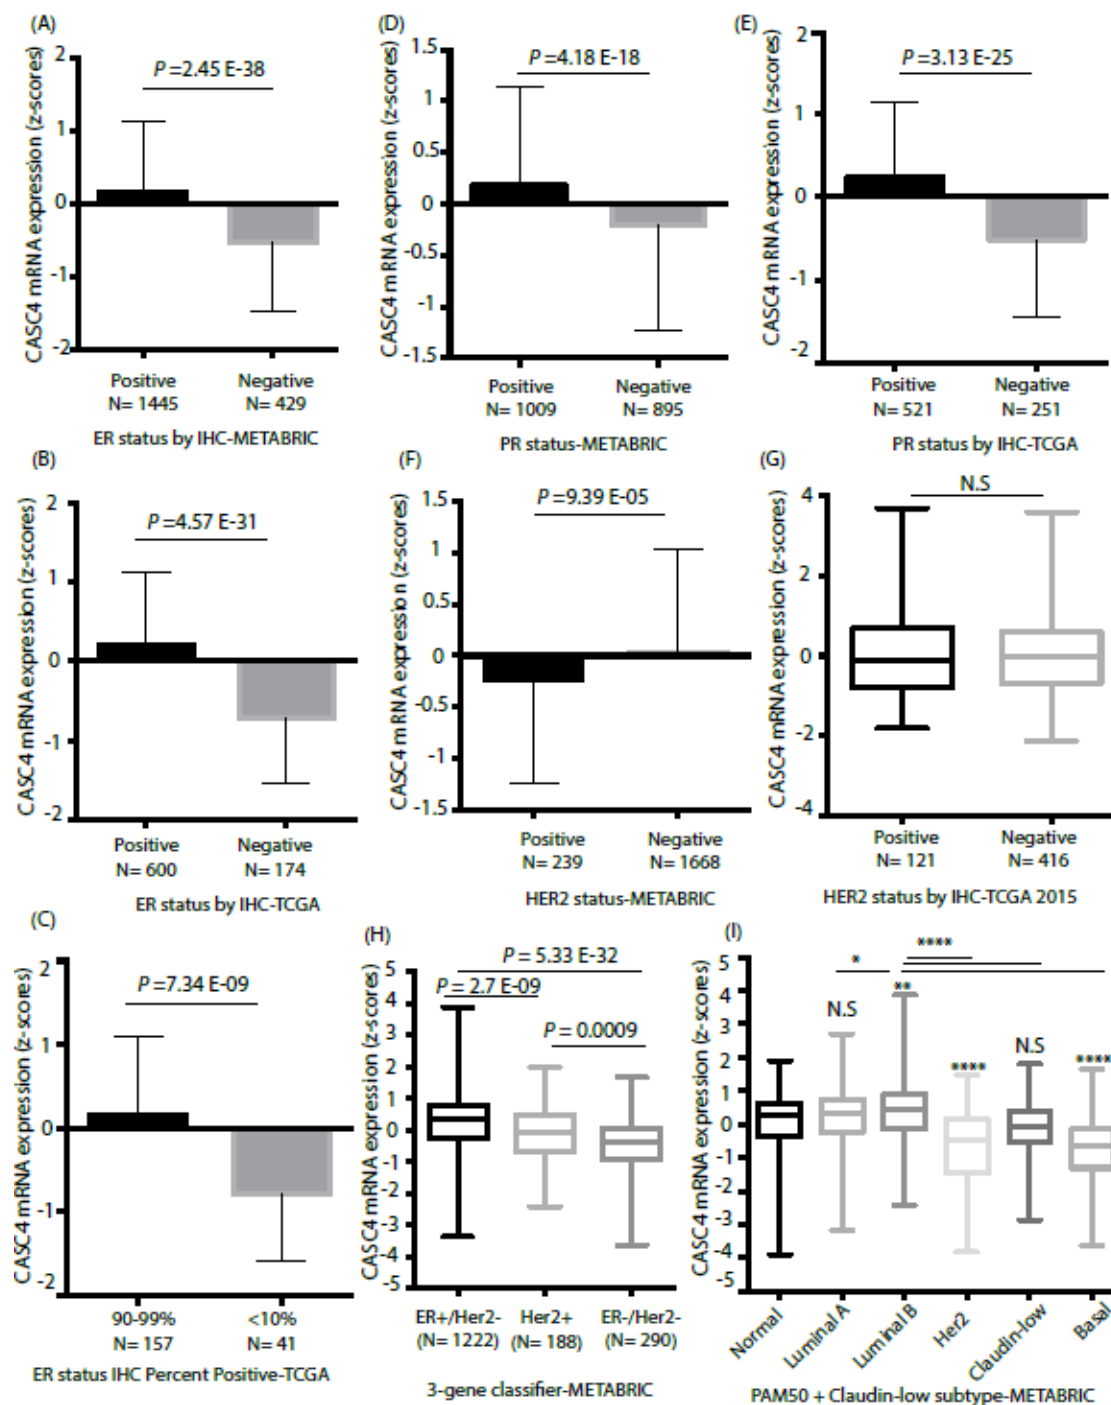 (A)
CASC4 mRNA expression (z-scores)
2
1
0
-1
-2
P =2.45 E-38
Positive
N= 1445
Negative
N= 429
ER status by IHC-METABRIC
(D)
CASC4 mRNA expression (z-scores)
1.5
1
0.5
0
-0.5
-1
-1.5
P =4.18 E-18
Positive
N= 1009
Negative
N= 895
PR status-METABRIC
(E)
CASC4 mRNA expression (z-scores)
2
1
0
-1
-2
P =3.13 E-25
Positive
N= 521
Negative
N= 251
PR status by IHC-TCGA
(B)
CASC4 mRNA expression (z-scores)
2
1
0
-1
-2
P =4.57 E-31
Positive
N= 600
Negative
N= 174
ER status by IHC-TCGA
(F)
CASC4 mRNA expression (z-scores)
1.5
1
0.5
0
-0.5
-1
-1.5
P =9.39 E-05
Positive
N= 239
Negative
N= 1668
HER2 status-METABRIC
(G)
CASC4 mRNA expression (z-scores)
4
2
0
-2
-4
N.S
Positive
N= 121
Negative
N= 416
HER2 status by IHC-TCGA 2015
(C)
CASC4 mRNA expression (z-scores)
2
1
0
-1
-2
P =7.34 E-09
90-99%
N= 157
<10%
N= 41
ER status IHC Percent Positive-TCGA
(H)
CASC4 mRNA expression (z-scores)
5
4
3
2
1
0
-1
-2
-3
-4
-5
P = 5.33 E-32
P = 2.7 E-09
P = 0.0009
ER+/Her2-
(N= 1222)
Her2+
(N= 188)
ER-/Her2-
(N= 290)
3-gene classifier-METABRIC
(I)
CASC4 mRNA expression (z-scores)
5
4
3
2
1
0
-1
-2
-3
-4
-5
*
****
**
N.S
****
N.S
****
Normal
Luminal A
Luminal B
Her2
Claudin-low
Basal
PAM50 + Claudin-low subtype-METABRIC